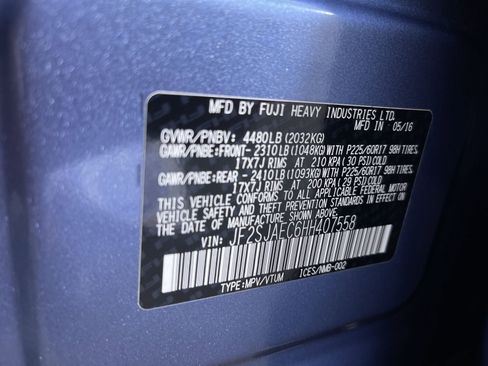 MFD BY FUJI HEAVY INDUSTRIES LTD.
MFD IN 05/16
GVWR/PNBV: 4480LB (2032KG)
GAWR/PNBE:FRONT-2310LB (1048KG) WITH P225/60R17 98H TIRES.
17X7J RIMS AT 210 KPA (30 PSI) COLD
GAWR/PNBE:REAR -2410LB (1093KG) WITH P225/60R17 98H TIRES.
17X7J RIMS AT 200 KPA (29 PSI) COLD
THIS VEHICLE CONFORMS TO ALL APPLICABLE FEDERAL MOTOR
VEHICLE SAFETY STANDARDS IN EFFECT ON
THE DATE OF MANUFACTURE SHOWN ABOVE.
VIN: JF2SJAEC6HH407558
TYPE:MPV/VTUM ICES/NMB-002